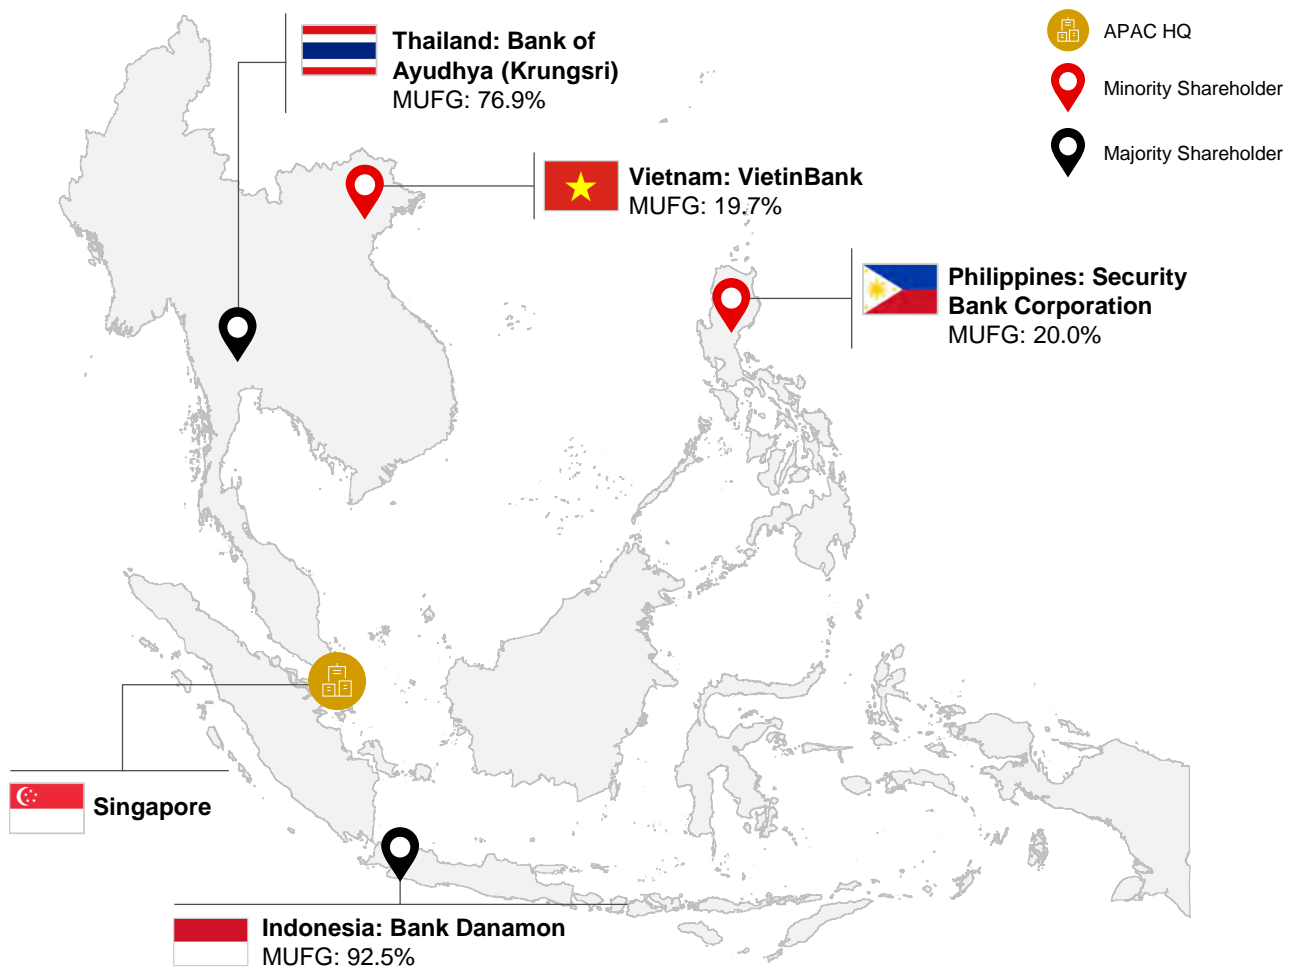 Thailand: Bank of
Ayudhya (Krungsri)
MUFG: 76.9%
APAC HQ
Minority Shareholder
Majority Shareholder
Vietnam: VietinBank
MUFG: 19.7%
Philippines: Security
Bank Corporation
MUFG: 20.0%
Singapore
Indonesia: Bank Danamon
MUFG: 92.5%